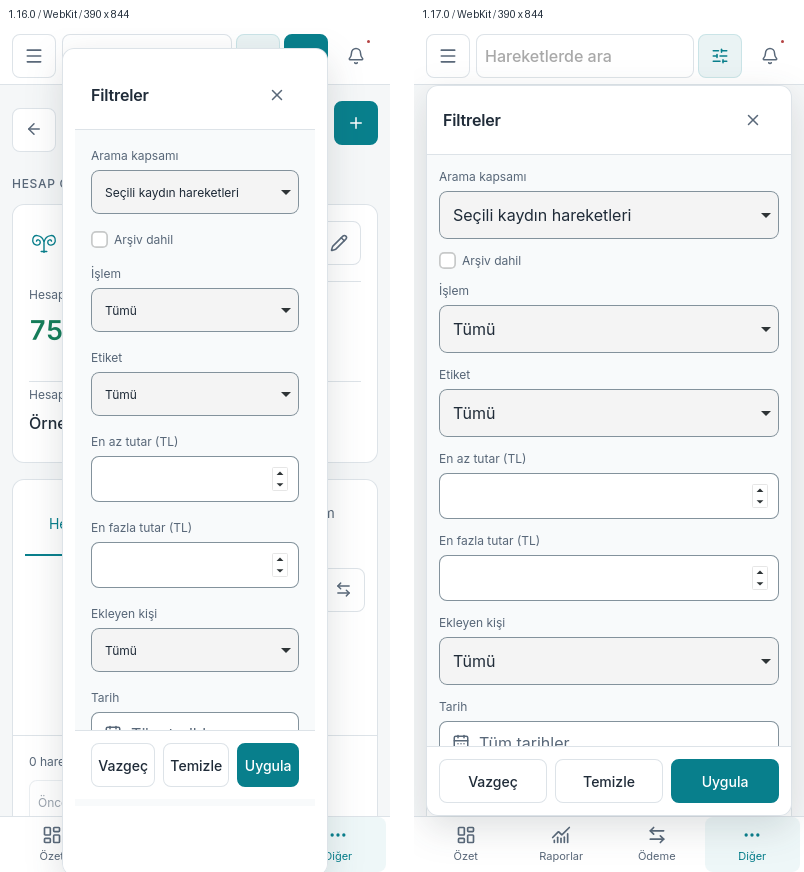 1.16.0 / WebKit / 390 x 844
Filtreler
HESAP
Arama kapsamı
Seçili kaydın hareketleri
Arşiv dahil
İşlem
Hesap
Tümü
75
Etiket
Hesap
Tümü
Örne
En az tutar (TL)
He
m
En fazla tutar (TL)
Ekleyen kişi
Tümü
Tarih
0 hare
Vazgeç Temizle Uygula
Önc
Özet
Diğer
1.17.0 / WebKit / 390 x 844
Hareketlerde ara
Filtreler
Arama kapsamı
Seçili kaydın hareketleri
Arşiv dahil
İşlem
Tümü
Etiket
Tümü
En az tutar (TL)
En fazla tutar (TL)
Ekleyen kişi
Tümü
Tarih
Tüm tarihler
Vazgeç Temizle Uygula
Özet Raporlar Ödeme Diğer